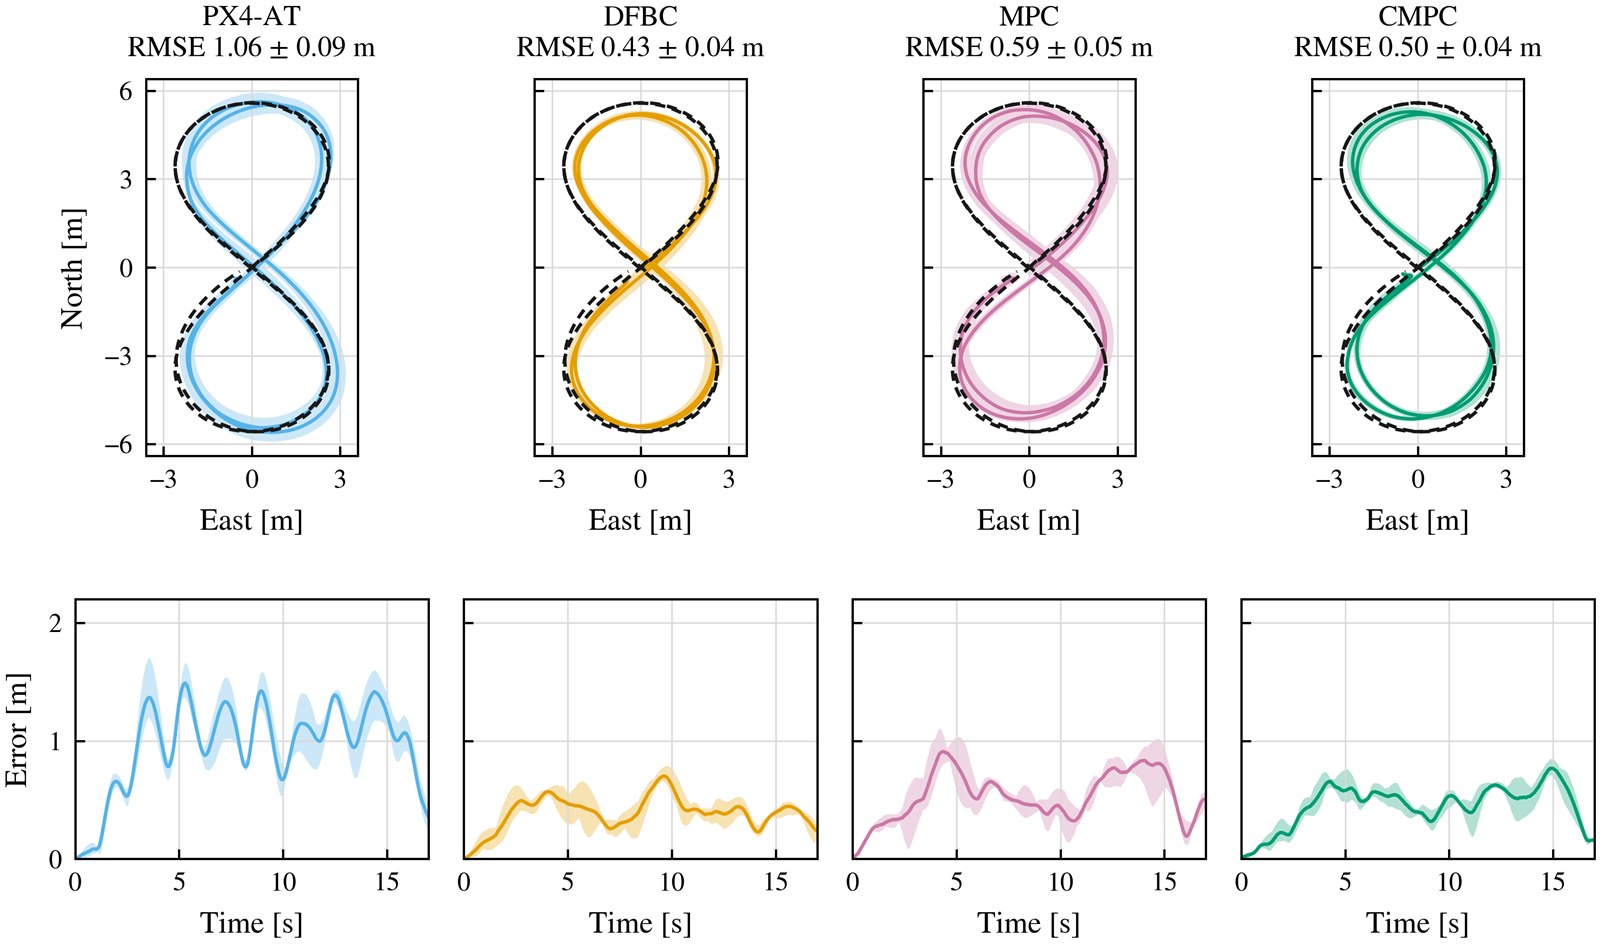 PX4-AT
RMSE 1.06 ± 0.09 m
DFBC
RMSE 0.43 ± 0.04 m
MPC
RMSE 0.59 ± 0.05 m
CMPC
RMSE 0.50 ± 0.04 m
North [m]
6
3
0
−3
−6
−3 0 3
−3 0 3
−3 0 3
−3 0 3
East [m]
East [m]
East [m]
East [m]
Error [m]
2
1
0
0 5 10 15
0 5 10 15
0 5 10 15
0 5 10 15
Time [s]
Time [s]
Time [s]
Time [s]